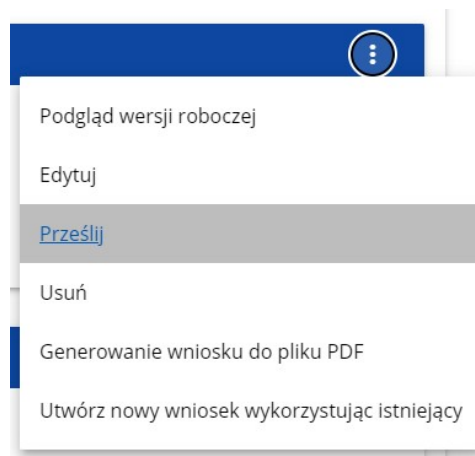 Podgląd wersji roboczej
Edytuj
Prześlij
Usuń
Generowanie wniosku do pliku PDF
Utwórz nowy wniosek wykorzystując istniejący